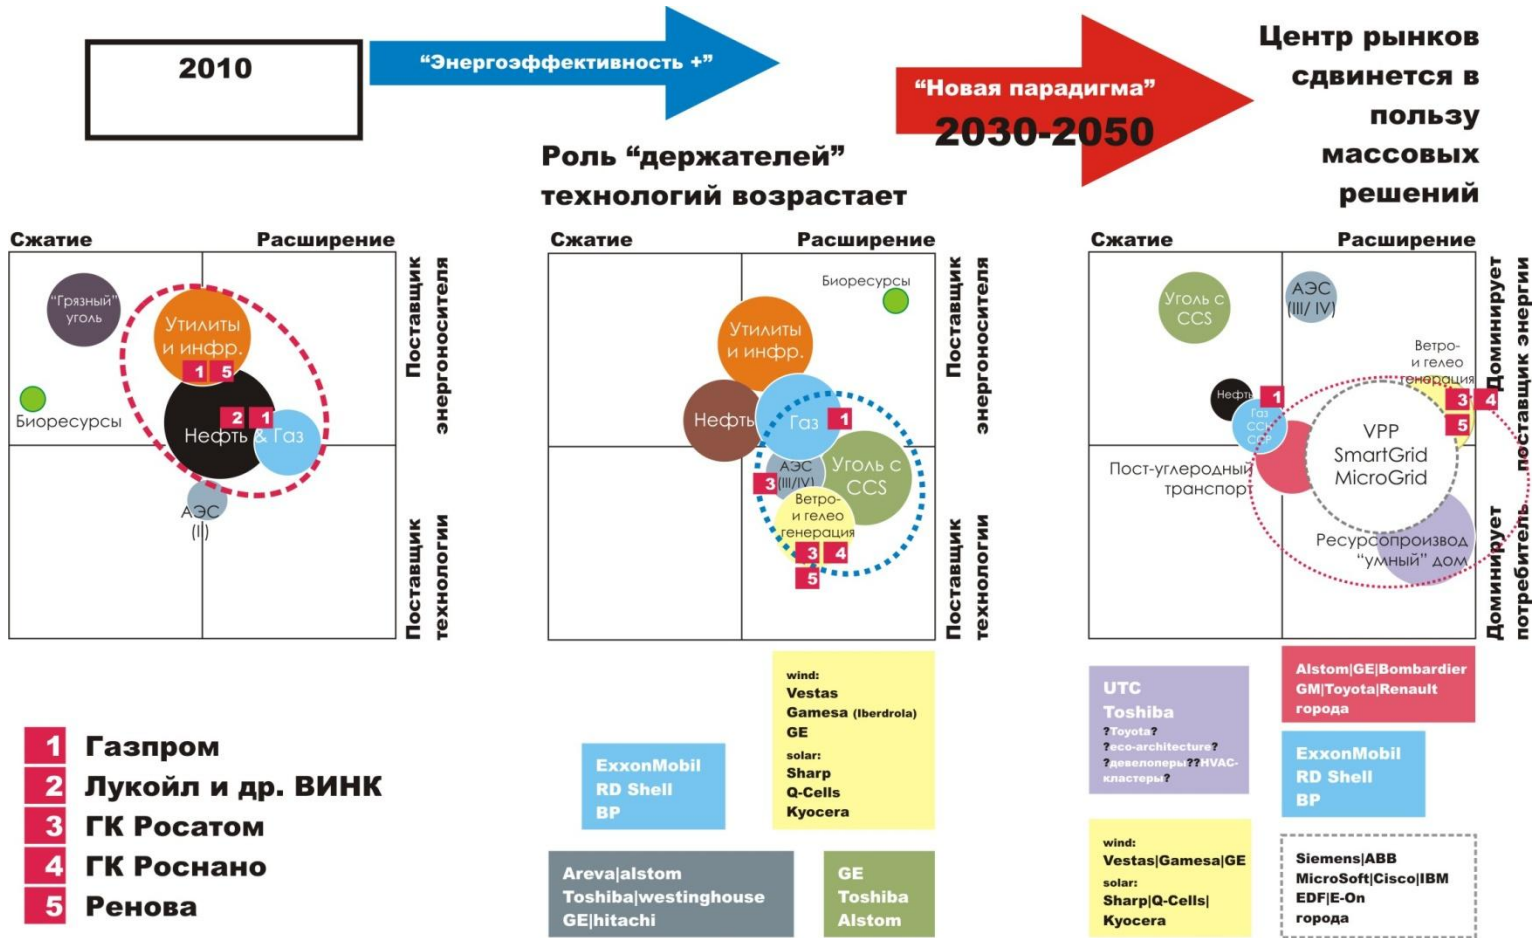 2010
“Энергоэффективность +”
“Новая парадигма”
2030-2050
Центр рынков
сдвинется в
пользу
массовых
решений
Роль “держателей”
технологий возрастает
Сжатие
Расширение
"Грязный"
уголь
Утилиты
и инфр.
1
5
2
1
Нефть & Газ
Биоресурсы
АЭС
(II)
Поставщик
энергоносителя
Поставщик
технологии
Сжатие
Расширение
Биоресурсы
Утилиты
и инфр.
Нефть
Газ
1
АЭС
(III/IV)
3
Уголь с
CCS
Ветро-
и гелео
генерация
3
4
5
Поставщик
энергоносителя
Поставщик
технологии
Сжатие
Расширение
Уголь с
CCS
АЭС
(III/ IV)
Ветро-
и гелео
генерация
3
4
5
Нефть
1
Газ
Пост-углеродный
транспорт
VPP
SmartGrid
MicroGrid
Ресурсопроизвод
“умный” дом
Доминирует
поставщик энергии
Доминирует
потребитель
1 Газпром
2 Лукойл и др. ВИНК
3 ГК Росатом
4 ГК Роснано
5 Ренова
ExxonMobil
RD Shell
BP
wind:
Vestas
Gamesa (Iberdrola)
GE
solar:
Sharp
Q-Cells
Kyocera
Areva|alstom
Toshiba|westinghouse
GE|hitachi
GE
Toshiba
Alstom
UTC
Toshiba
?Toyota?
?eco-architecture?
?девелоперы??HVAC-
кластеры?
Alstom|GE|Bombardier
GM|Toyota|Renault
города
ExxonMobil
RD Shell
BP
wind:
Vestas|Gamesa|GE
solar:
Sharp|Q-Cells|
Kyocera
Siemens|ABB
MicroSoft|Cisco|IBM
EDF|E-On
города